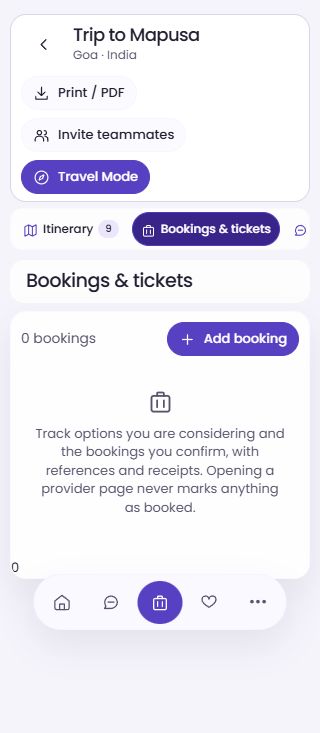 Trip to Mapusa
Goa · India
Print / PDF
Invite teammates
Travel Mode
Itinerary 9 Bookings & tickets
Bookings & tickets
0 bookings Add booking
Track options you are considering and
the bookings you confirm, with
references and receipts. Opening a
provider page never marks anything
as booked.
0